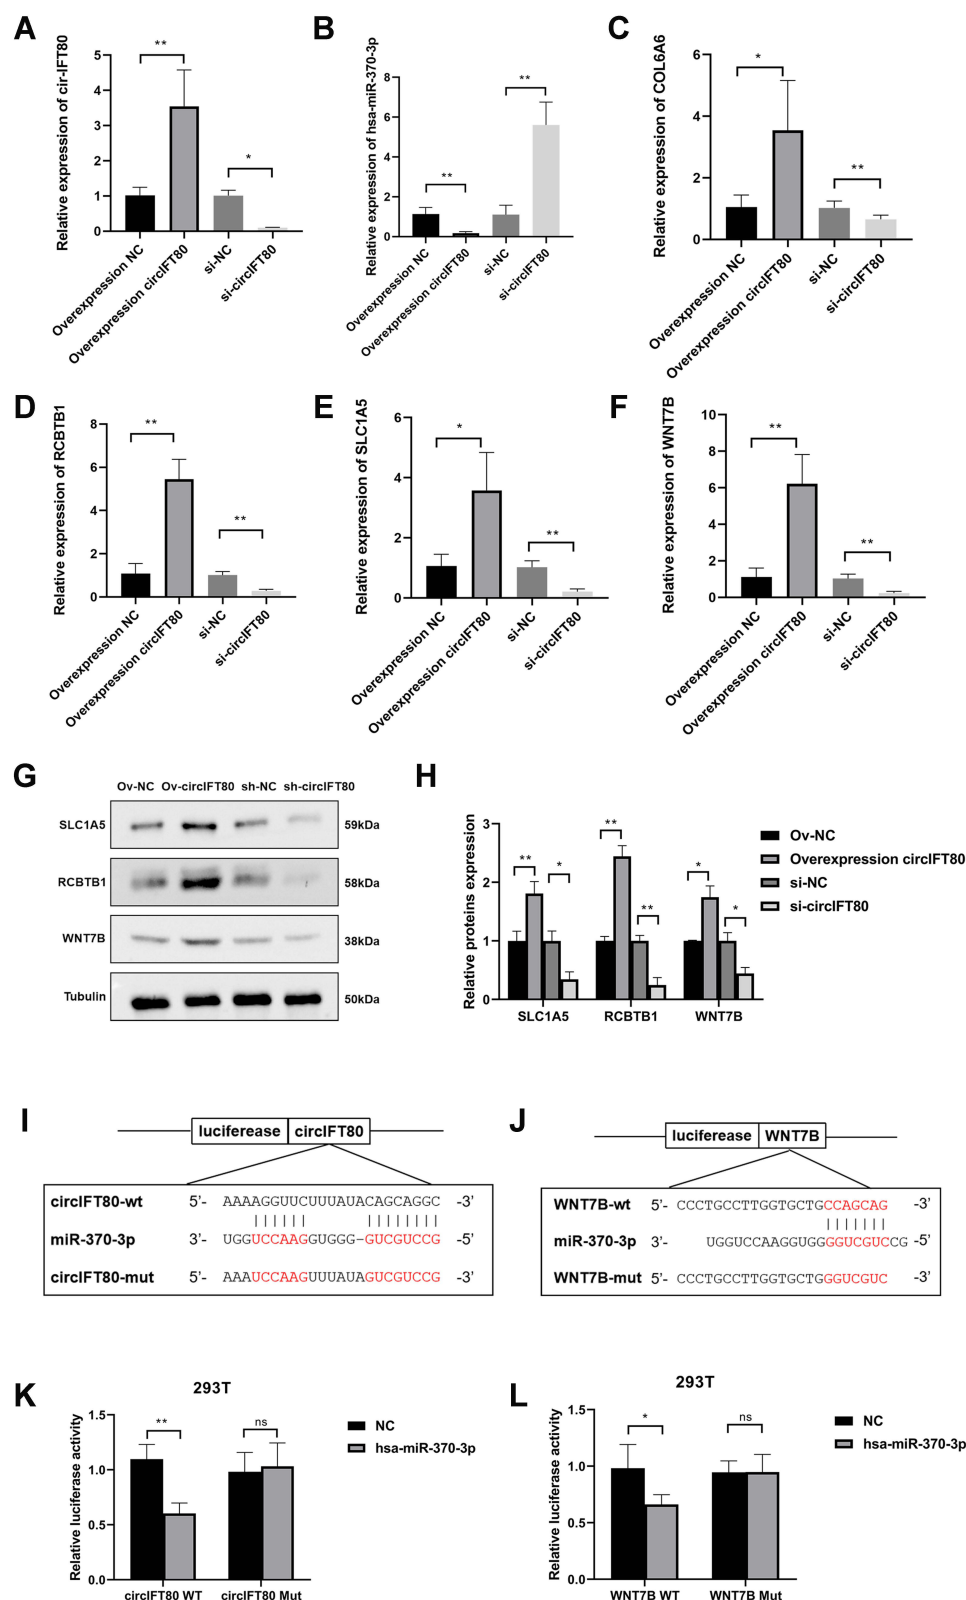 A
Relative expression of cir-IFT80
5
4
3
2
1
0
**
*
Overexpression NC
Overexpression circIFT80
si-NC
si-circIFT80
B
Relative expression of hsa-miR-370-3p
8
6
4
2
0
**
**
Overexpression NC
Overexpression circIFT80
si-NC
si-circIFT80
C
Relative expression of COL6A6
6
4
2
0
*
**
Overexpression NC
Overexpression circIFT80
si-NC
si-circIFT80
D
Relative expression of RCBTB1
8
6
4
2
0
**
**
Overexpression NC
Overexpression circIFT80
si-NC
si-circIFT80
E
Relative expression of SLC1A5
6
4
2
0
*
**
Overexpression NC
Overexpression circIFT80
si-NC
si-circIFT80
F
Relative expression of WNT7B
10
8
6
4
2
0
**
**
Overexpression NC
Overexpression circIFT80
si-NC
si-circIFT80
G
Ov-NC Ov-circIFT80 sh-NC sh-circIFT80
SLC1A5 59kDa
RCBTB1 58kDa
WNT7B 38kDa
Tubulin 50kDa
H
Relative proteins expression
3
2
1
0
** *
** **
* *
SLC1A5 RCBTB1 WNT7B
Ov-NC
Overexpression circIFT80
si-NC
si-circIFT80
I
luciferease circIFT80
circIFT80-wt 5'- AAAAGGUUCUUUAUACAGCAGGC -3'
miR-370-3p 3'- UGGUCCAAGGUGGG-GUCGUCCG -5'
circIFT80-mut 5'- AAAUCCAAGUUUAUAGUCGUCCG -3'
J
luciferease WNT7B
WNT7B-wt 5'- CCCTGCCTTGGTGCTGCCAGCAG -3'
miR-370-3p 3'- UGGUCCAAGGUGGGGUCGUCCG -5'
WNT7B-mut 5'- CCCTGCCTTGGTGCTGGGUCGUC -3'
K
293T
Relative luciferase activity
1.5
1.0
0.5
0.0
** ns
circIFT80 WT circIFT80 Mut
NC
hsa-miR-370-3p
L
293T
Relative luciferase activity
1.5
1.0
0.5
0.0
* ns
WNT7B WT WNT7B Mut
NC
hsa-miR-370-3p